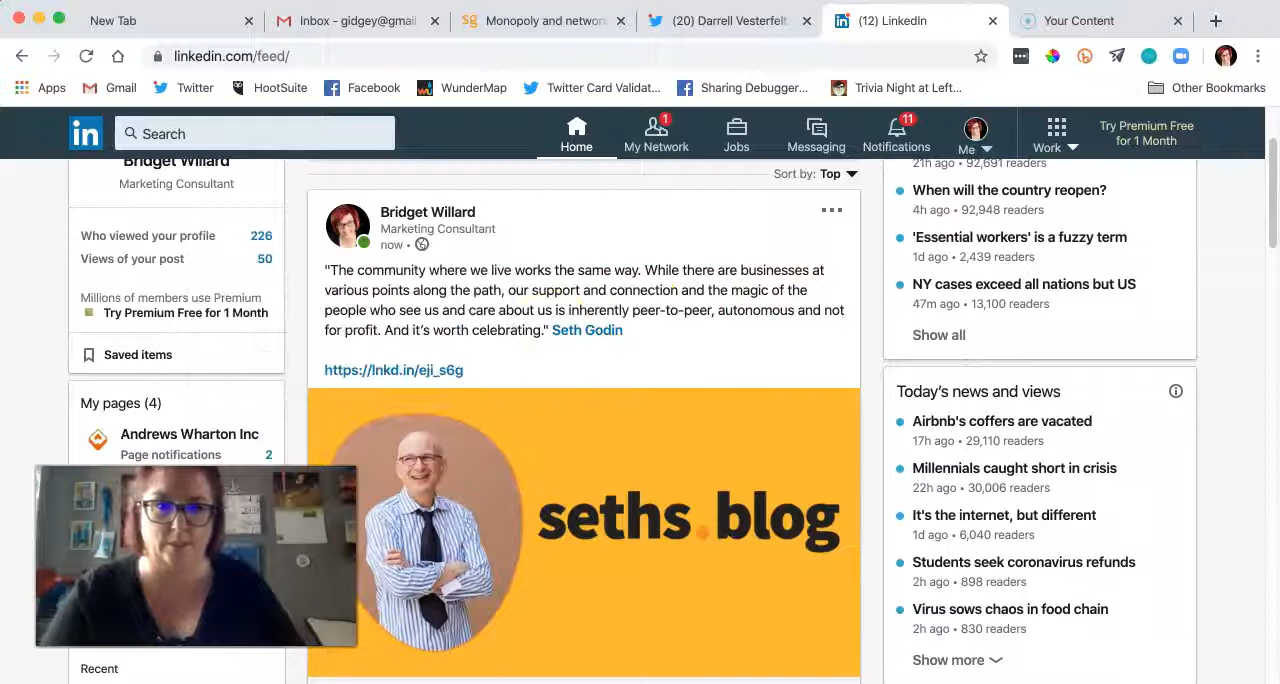 New Tab
Inbox - gidgey@gmail
SG Monopoly and networ
(20) Darrell Vesterfelt
in (12) LinkedIn
Your Content
linkedin.com/feed/
Apps
Gmail
Twitter
HootSuite
Facebook
WunderMap
Twitter Card Validat...
Sharing Debugger...
Trivia Night at Left...
Other Bookmarks
in
Search
Home
1
My Network
Jobs
Messaging
11
Notifications
Me
Work
Try Premium Free
for 1 Month
Bridget Willard
Marketing Consultant
Who viewed your profile 226
Views of your post 50
Millions of members use Premium
Try Premium Free for 1 Month
Saved items
My pages (4)
Andrews Wharton Inc
Page notifications 2
Recent
Sort by: Top
Bridget Willard
Marketing Consultant
now •
"The community where we live works the same way. While there are businesses at
various points along the path, our support and connection and the magic of the
people who see us and care about us is inherently peer-to-peer, autonomous and not
for profit. And it's worth celebrating." Seth Godin
https://lnkd.in/eji_s6g
seths.blog
21h ago • 92,691 readers
When will the country reopen?
4h ago • 92,948 readers
'Essential workers' is a fuzzy term
1d ago • 2,439 readers
NY cases exceed all nations but US
47m ago • 13,100 readers
Show all
Today's news and views
Airbnb's coffers are vacated
17h ago • 29,110 readers
Millennials caught short in crisis
22h ago • 30,006 readers
It's the internet, but different
1d ago • 6,040 readers
Students seek coronavirus refunds
2h ago • 898 readers
Virus sows chaos in food chain
2h ago • 830 readers
Show more